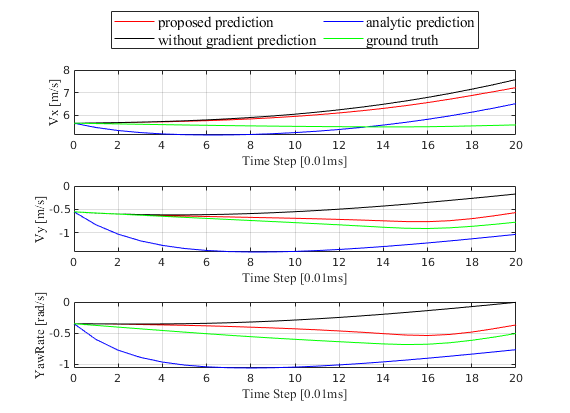 proposed prediction analytic prediction
without gradient prediction ground truth
8
7
6
Vx [m/s]
0 2 4 6 8 10 12 14 16 18 20
Time Step [0.01ms]
0
-0.5
-1
Vy [m/s]
0 2 4 6 8 10 12 14 16 18 20
Time Step [0.01ms]
0
-0.5
-1
YawRate [rad/s]
0 2 4 6 8 10 12 14 16 18 20
Time Step [0.01ms]